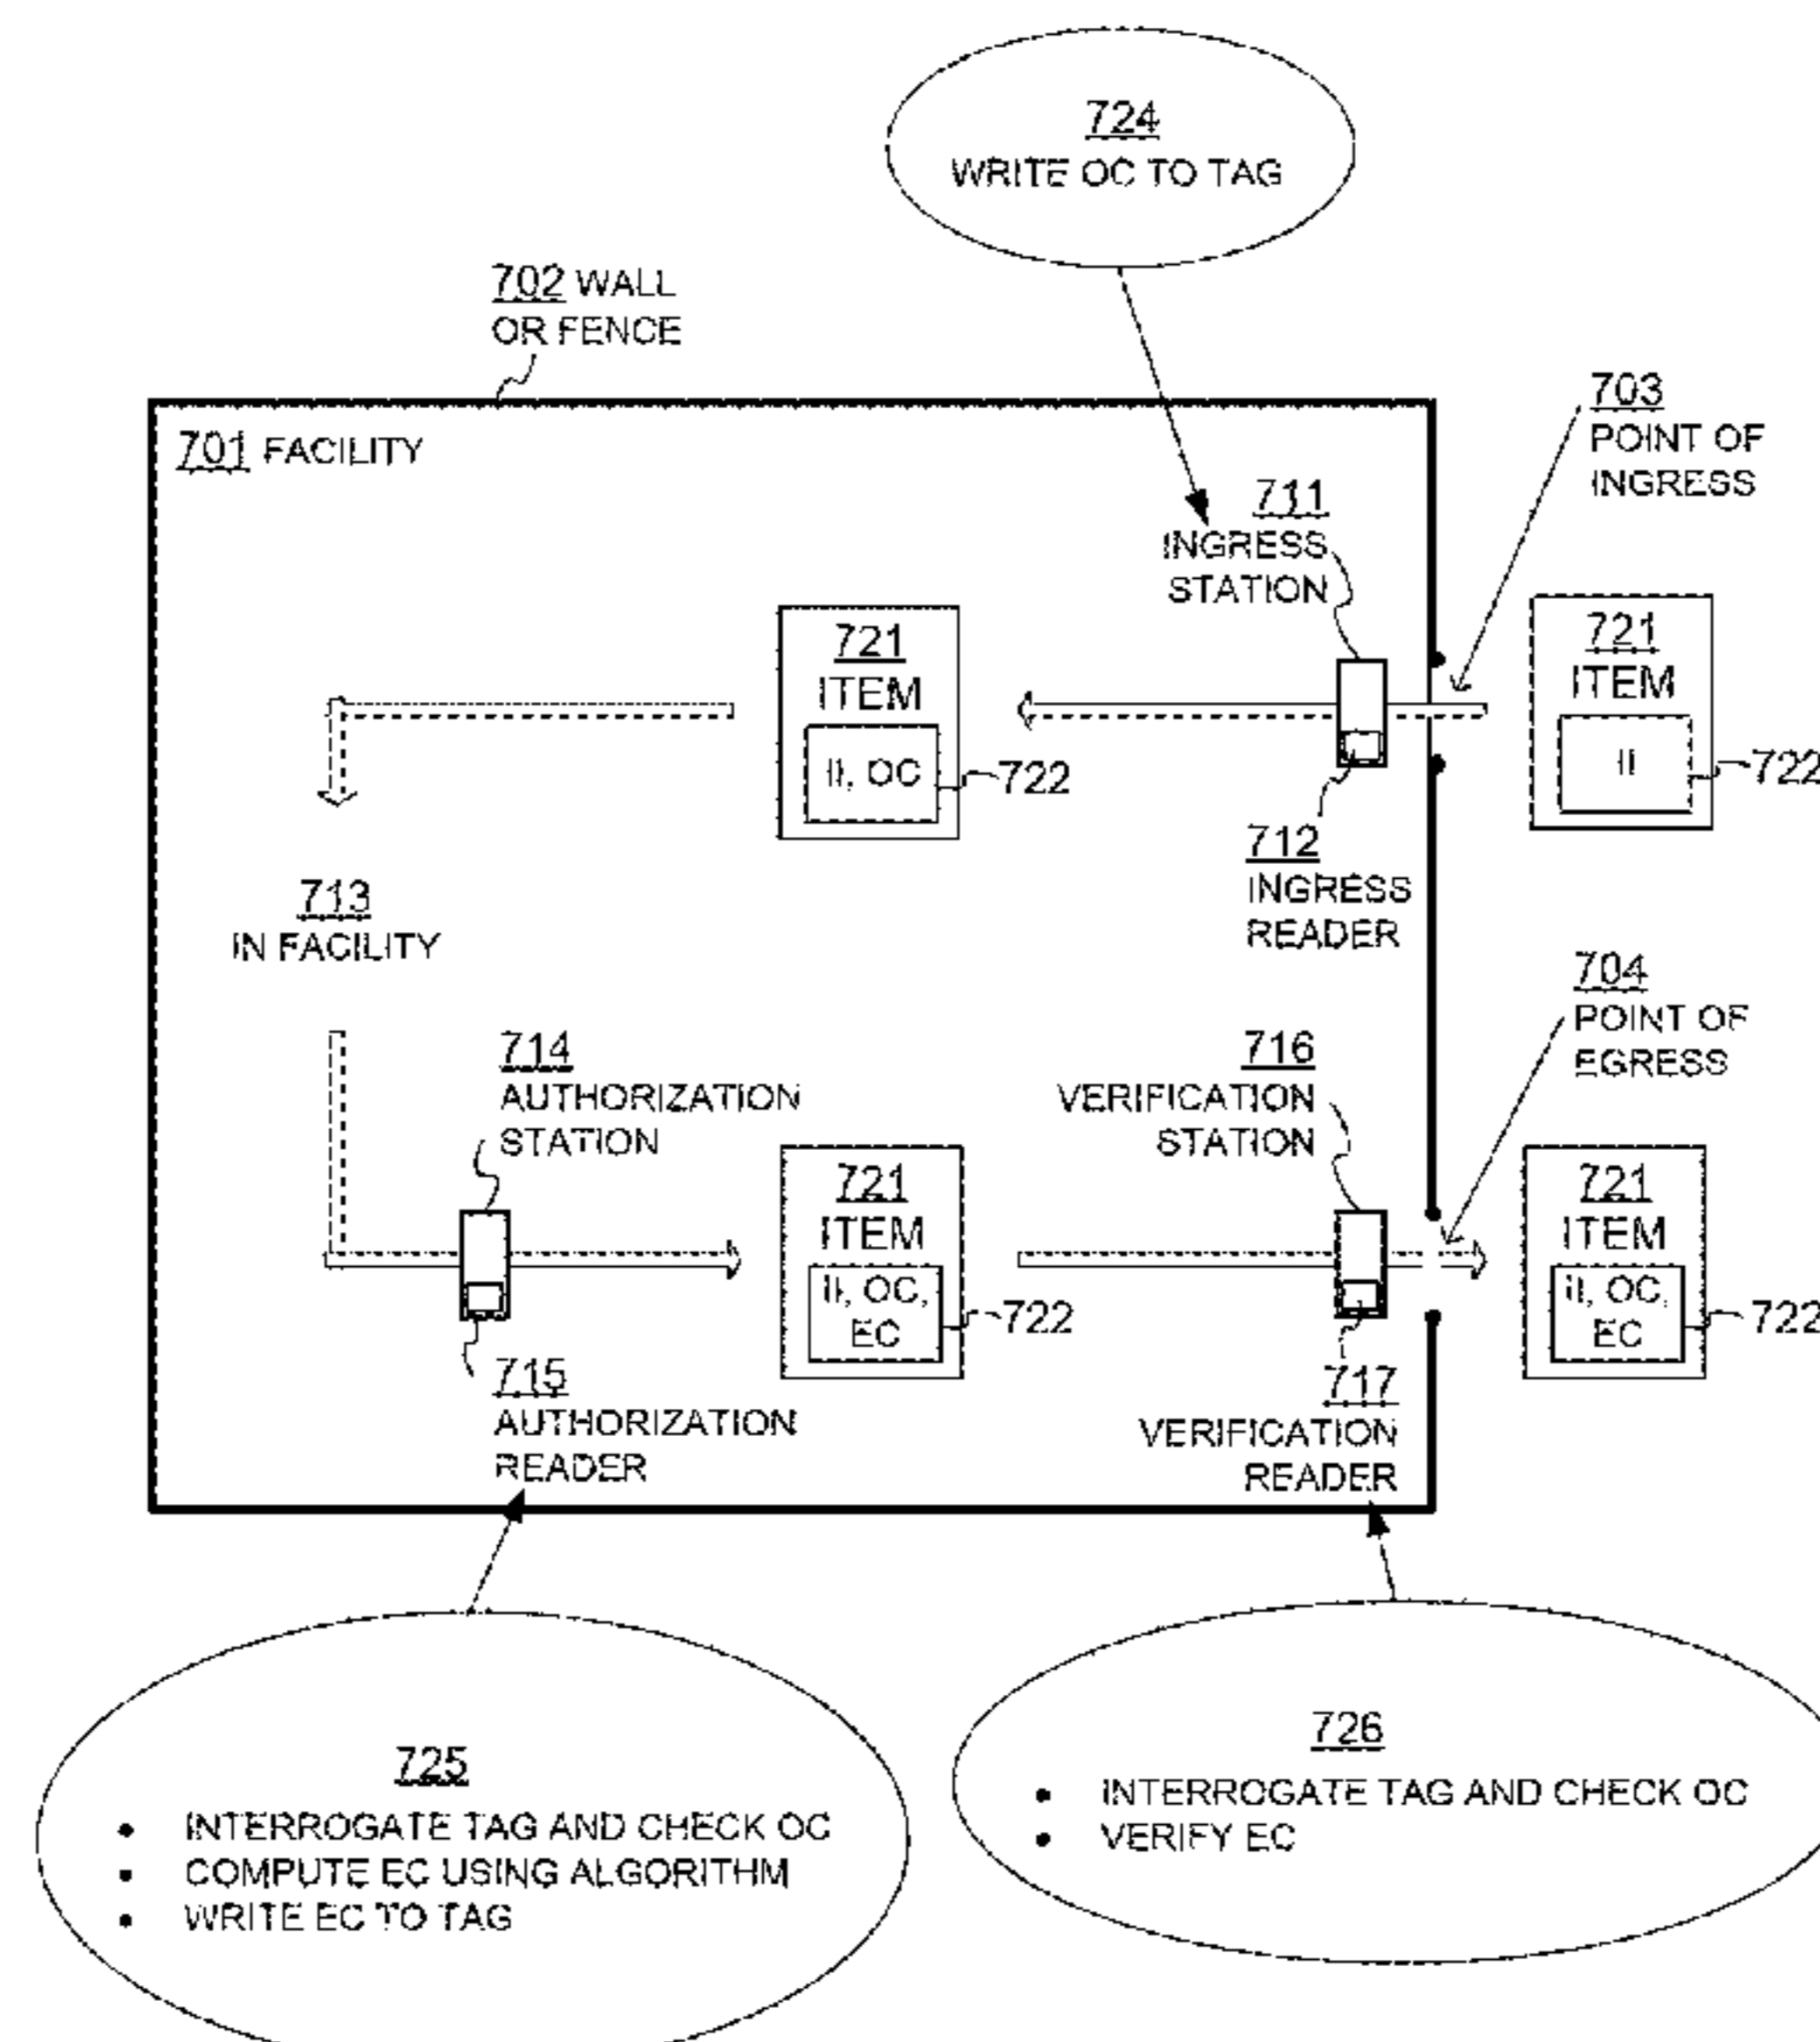 724
WRITE OC TO TAG
702 WALL
OR FENCE
703
POINT OF
INGRESS
701 FACILITY
711
INGRESS
STATION
721
ITEM
II, OC
722
721
ITEM
II
722
712
INGRESS
READER
713
IN FACILITY
704
POINT OF
EGRESS
714
AUTHORIZATION
STATION
716
VERIFICATION
STATION
721
ITEM
II, OC,
EC
722
721
ITEM
II, OC,
EC
722
715
AUTHORIZATION
READER
717
VERIFICATION
READER
725
• INTERROGATE TAG AND CHECK OC
• COMPUTE EC USING ALGORITHM
• WRITE EC TO TAG
726
• INTERROGATE TAG AND CHECK OC
• VERIFY EC